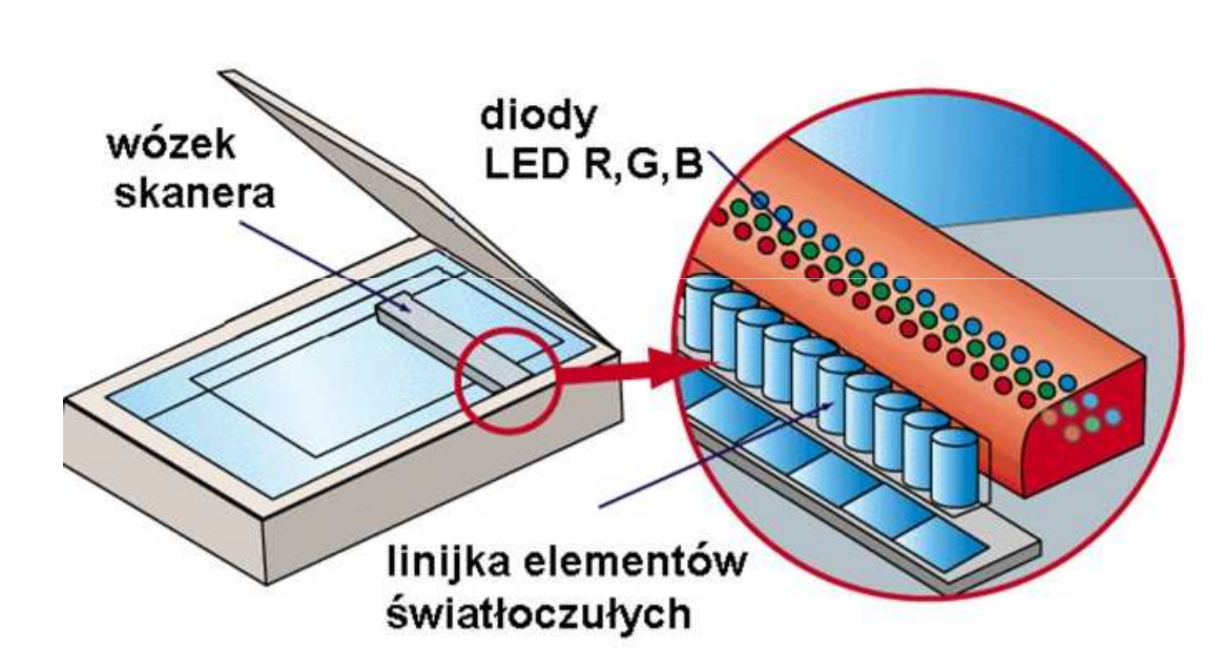 wózek
skanera
diody
LED R,G,B
linijka elementów
światłoczułych